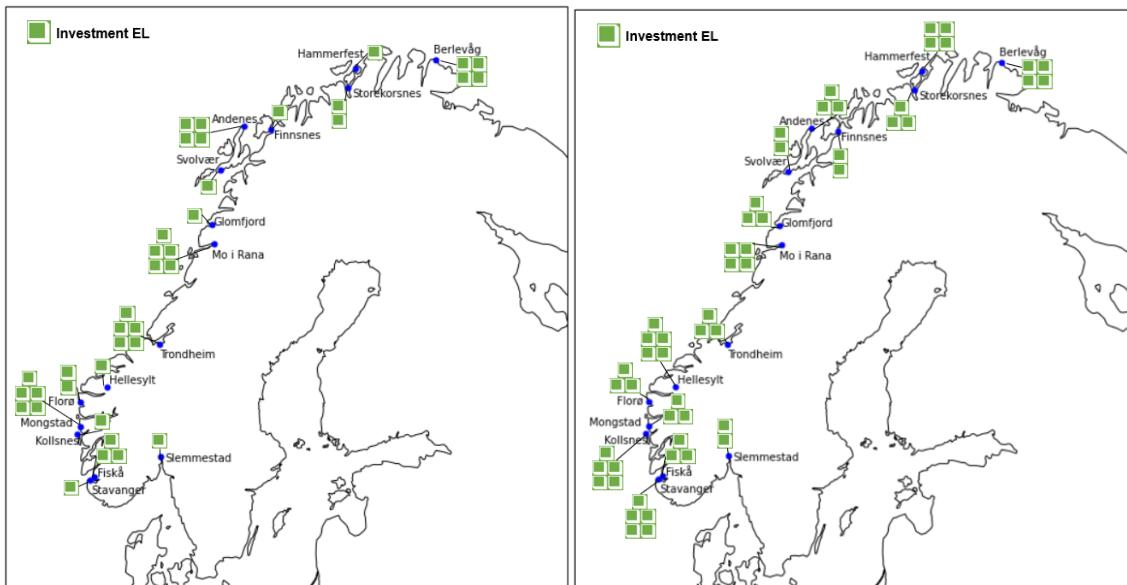 Investment EL
Hammerfest
Berlevåg
Storekorsnes
Andenes
Finnsnes
Svolvær
Glomfjord
Mo i Rana
Trondheim
Hellesylt
Florø
Mongstad
Kollsnes
Slemmestad
Fiskå
Stavanger
Investment EL
Hammerfest
Berlevåg
Storekorsnes
Andenes
Finnsnes
Svolvær
Glomfjord
Mo i Rana
Trondheim
Hellesylt
Florø
Mongstad
Kollsnes
Slemmestad
Fiskå
Stavanger